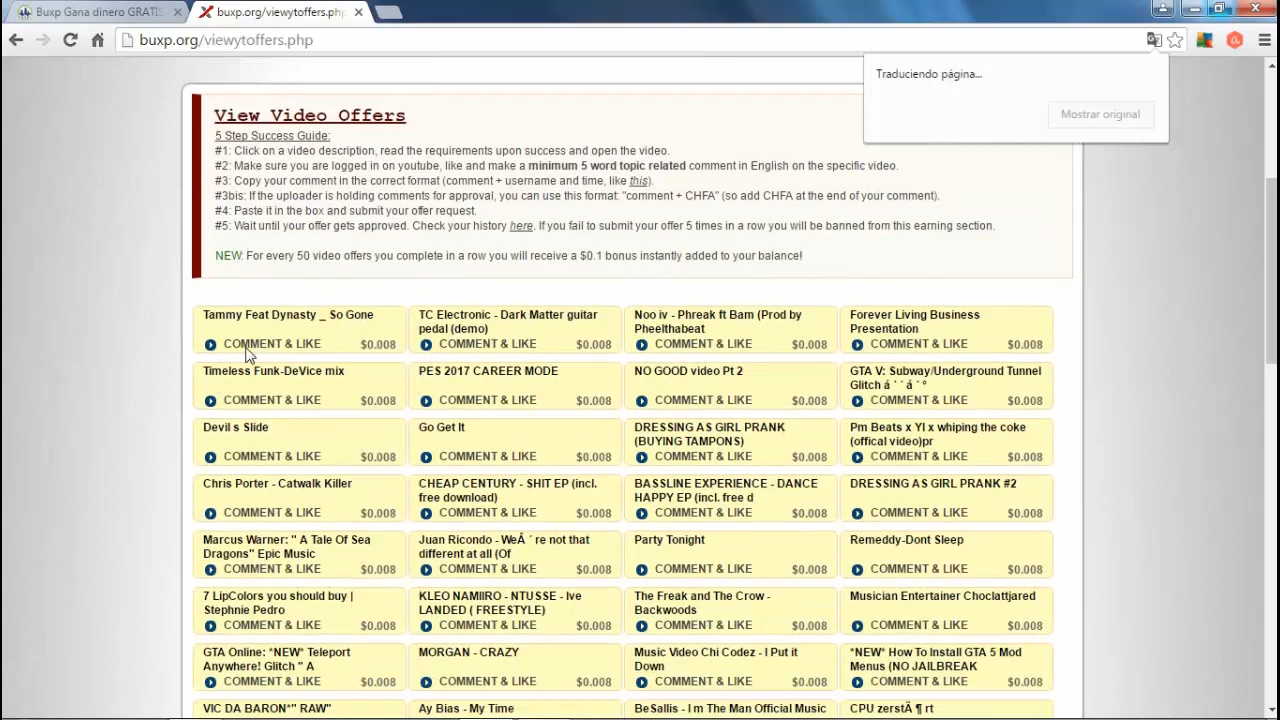 Buxp Gana dinero GRATIS
buxp.org/viewytoffers.php
buxp.org/viewytoffers.php
Traduciendo página...
Mostrar original
View Video Offers
5 Step Success Guide:
#1: Click on a video description, read the requirements upon success and open the video.
#2: Make sure you are logged in on youtube, like and make a minimum 5 word topic related comment in English on the specific video.
#3: Copy your comment in the correct format (comment + username and time, like this).
#3bis: If the uploader is holding comments for approval, you can use this format: "comment + CHFA" (so add CHFA at the end of your comment).
#4: Paste it in the box and submit your offer request.
#5: Wait until your offer gets approved. Check your history here. If you fail to submit your offer 5 times in a row you will be banned from this earning section.
NEW: For every 50 video offers you complete in a row you will receive a $0.1 bonus instantly added to your balance!
Tammy Feat Dynasty _ So Gone
COMMENT & LIKE $0.008
TC Electronic - Dark Matter guitar
pedal (demo)
COMMENT & LIKE $0.008
Noo iv - Phreak ft Bam (Prod by
Pheelthabeat
COMMENT & LIKE $0.008
Forever Living Business
Presentation
COMMENT & LIKE $0.008
Timeless Funk-DeVice mix
COMMENT & LIKE $0.008
PES 2017 CAREER MODE
COMMENT & LIKE $0.008
NO GOOD video Pt 2
COMMENT & LIKE $0.008
GTA V: Subway/Underground Tunnel
Glitch á ´ ´ á ´ º
COMMENT & LIKE $0.008
Devil s Slide
COMMENT & LIKE $0.008
Go Get It
COMMENT & LIKE $0.008
DRESSING AS GIRL PRANK
(BUYING TAMPONS)
COMMENT & LIKE $0.008
Pm Beats x Yl x whiping the coke
(offical video)pr
COMMENT & LIKE $0.008
Chris Porter - Catwalk Killer
COMMENT & LIKE $0.008
CHEAP CENTURY - SHIT EP (incl.
free download)
COMMENT & LIKE $0.008
BASSLINE EXPERIENCE - DANCE
HAPPY EP (incl. free d
COMMENT & LIKE $0.008
DRESSING AS GIRL PRANK #2
COMMENT & LIKE $0.008
Marcus Warner: " A Tale Of Sea
Dragons" Epic Music
COMMENT & LIKE $0.008
Juan Ricondo - WeÂ ´ re not that
different at all (Of
COMMENT & LIKE $0.008
Party Tonight
COMMENT & LIKE $0.008
Remeddy-Dont Sleep
COMMENT & LIKE $0.008
7 LipColors you should buy |
Stephnie Pedro
COMMENT & LIKE $0.008
KLEO NAMIIRO - NTUSSE - Ive
LANDED ( FREESTYLE)
COMMENT & LIKE $0.008
The Freak and The Crow -
Backwoods
COMMENT & LIKE $0.008
Musician Entertainer Choclattjared
COMMENT & LIKE $0.008
GTA Online: *NEW* Teleport
Anywhere! Glitch " A
COMMENT & LIKE $0.008
MORGAN - CRAZY
COMMENT & LIKE $0.008
Music Video Chi Codez - I Put it
Down
COMMENT & LIKE $0.008
*NEW* How To Install GTA 5 Mod
Menus (NO JAILBREAK
COMMENT & LIKE $0.008
VIC DA BARON*" RAW"
Ay Bias - My Time
BeSallis - I m The Man Official Music
CPU zerstÃ ¶ rt